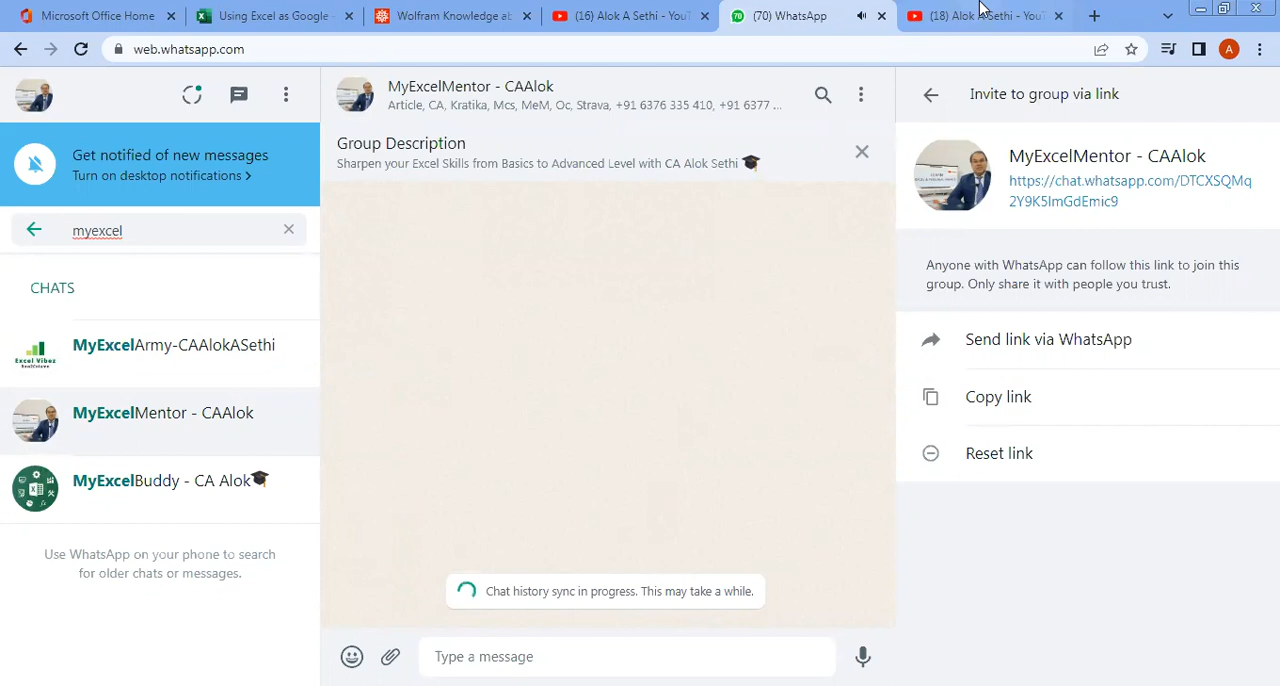 Microsoft Office Home
Using Excel as Google
Wolfram Knowledge a
(16) Alok A Sethi - YouT
(70) WhatsApp
(18) Alok A Sethi - YouT
web.whatsapp.com
A
MyExcelMentor - CAAlok
Article, CA, Kratika, Mcs, MeM, Oc, Strava, +91 6376 335 410, +91 6377 ...
Invite to group via link
Get notified of new messages
Turn on desktop notifications >
Group Description
Sharpen your Excel Skills from Basics to Advanced Level with CA Alok Sethi 🎓
MyExcelMentor - CAAlok
https://chat.whatsapp.com/DTCXSQMq
2Y9K5ImGdEmic9
myexcel
Anyone with WhatsApp can follow this link to join this
group. Only share it with people you trust.
CHATS
MyExcelArmy-CAAlokASethi
Excel Vibez
Send link via WhatsApp
MyExcelMentor - CAAlok
Copy link
Reset link
MyExcelBuddy - CA Alok🎓
Use WhatsApp on your phone to search
for older chats or messages.
Chat history sync in progress. This may take a while.
Type a message